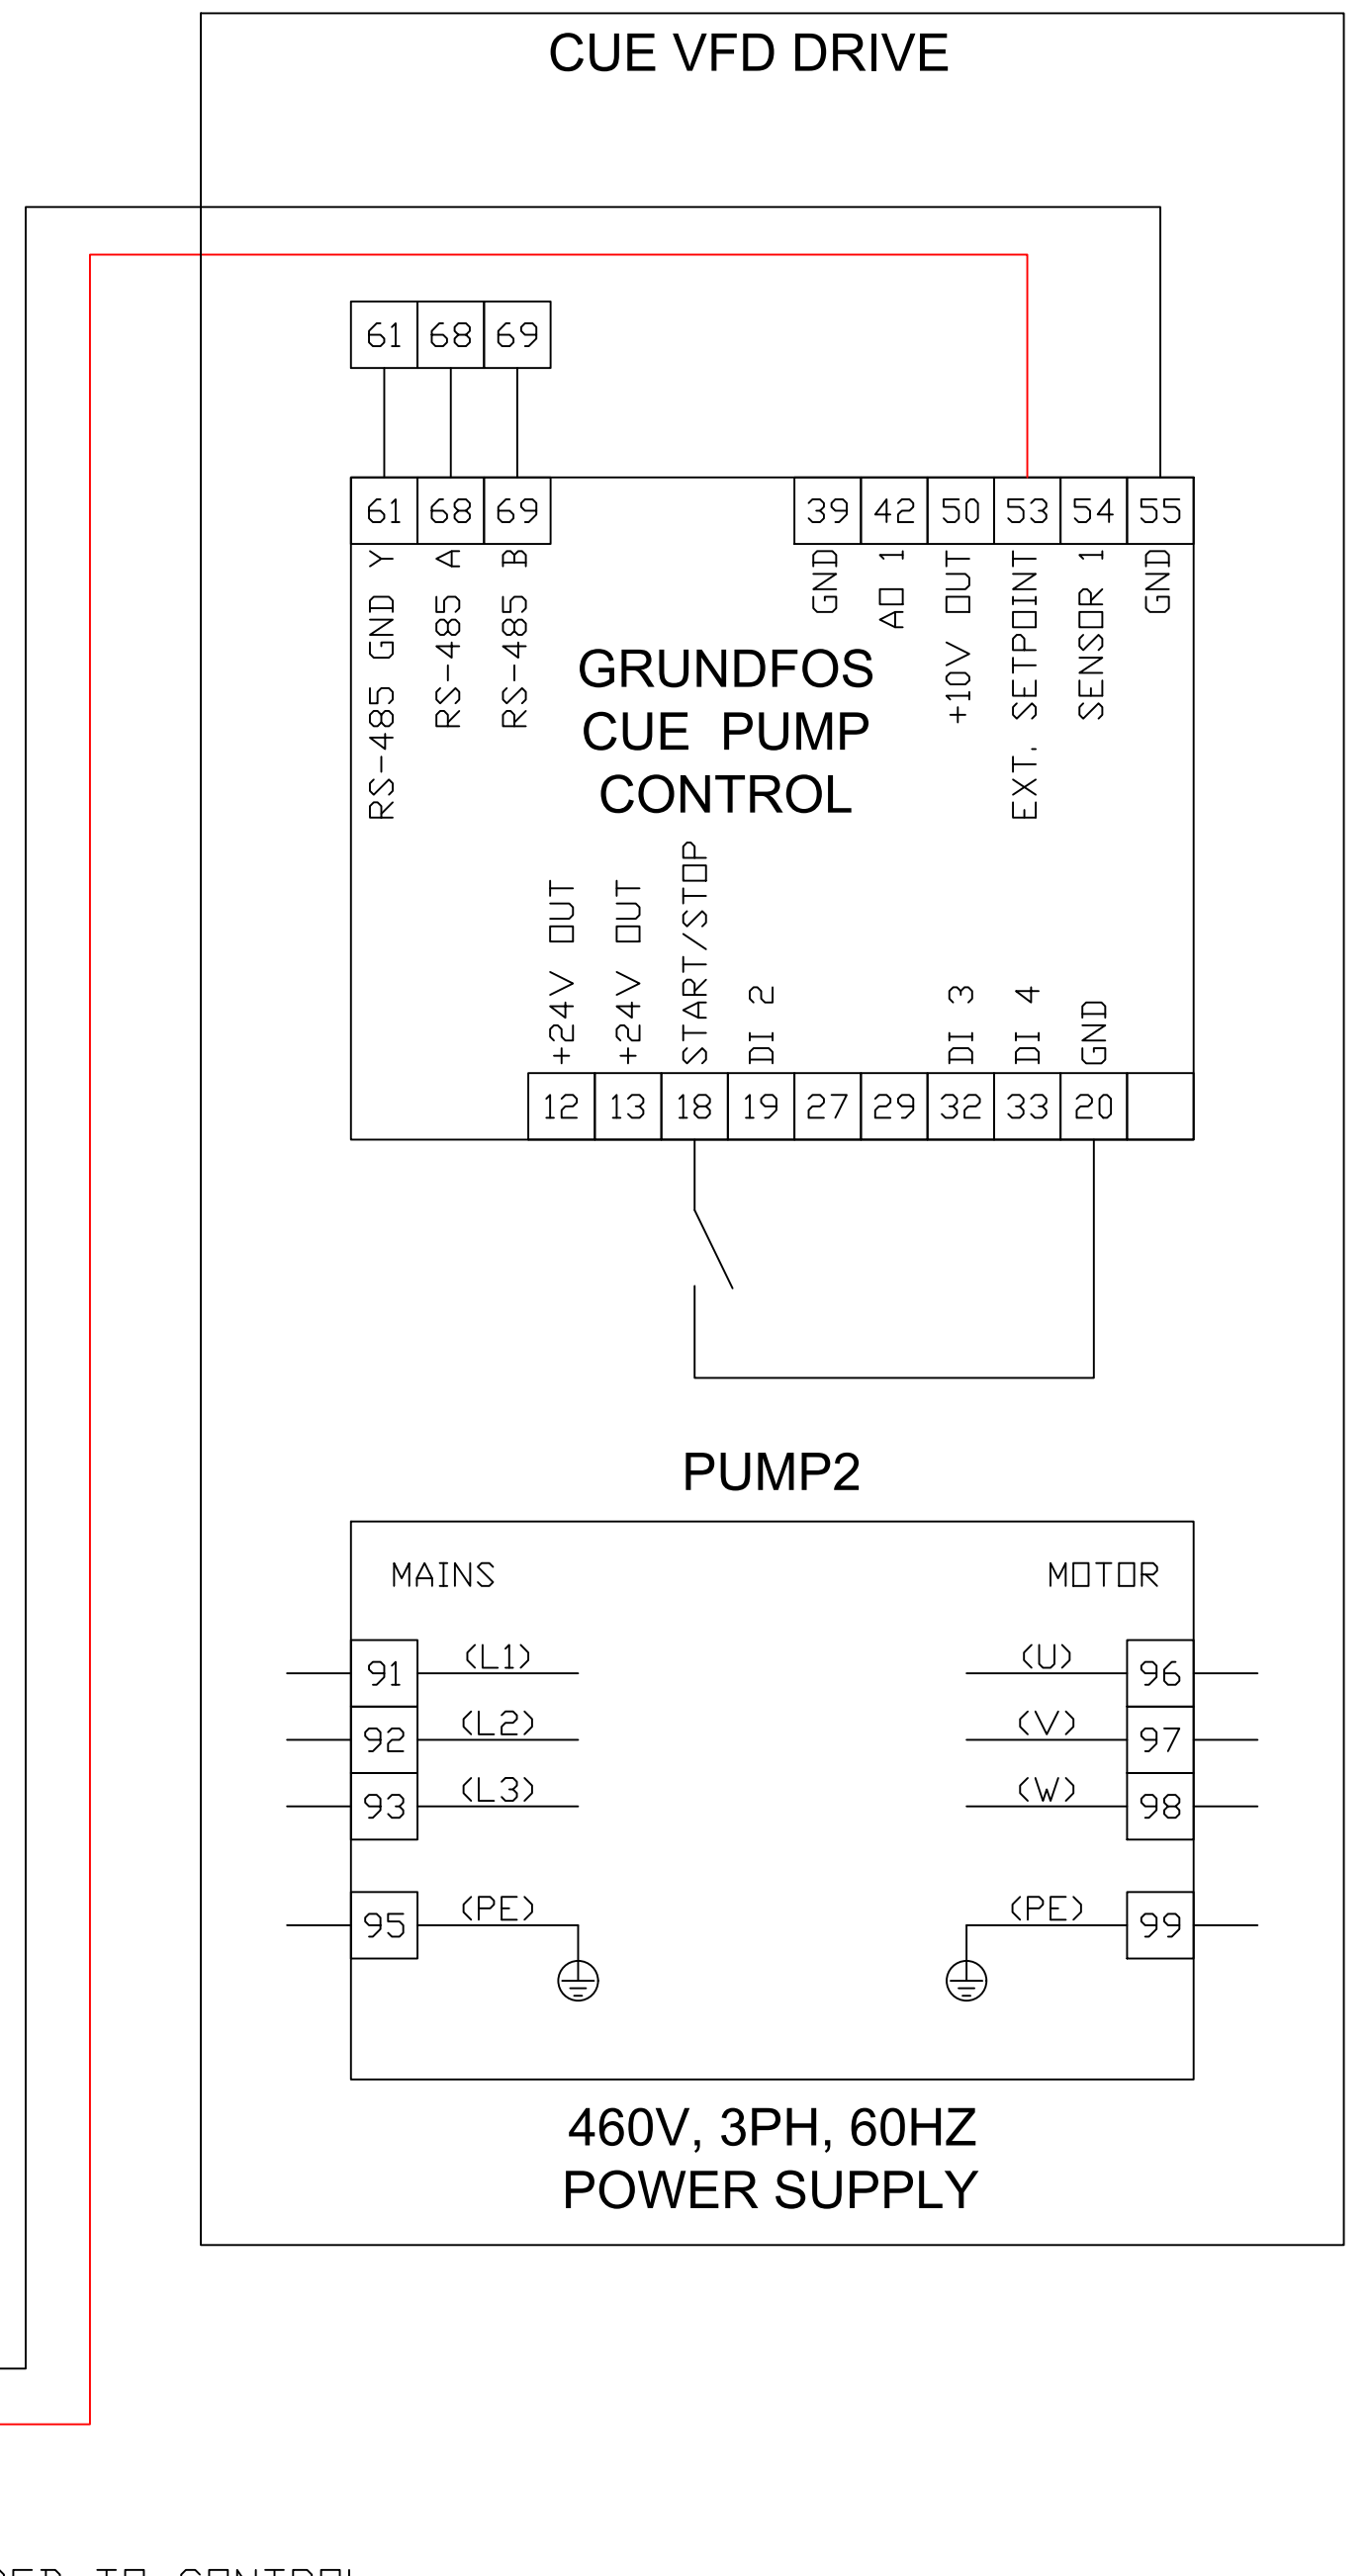 CUE VFD DRIVE
61 68 69
61 68 69 39 42 50 53 54 55
RS-485 GND Y
RS-485 A
RS-485 B
GND
AO 1
+10V OUT
EXT. SETPOINT
SENSOR 1
GND
GRUNDFOS
CUE PUMP
CONTROL
+24V OUT
+24V OUT
START/STOP
DI 2
DI 3
DI 4
GND
12 13 18 19 27 29 32 33 20
PUMP2
MAINS MOTOR
91 (L1) (U) 96
92 (L2) (V) 97
93 (L3) (W) 98
95 (PE) (PE) 99
460V, 3PH, 60HZ
POWER SUPPLY
TO CONTROL